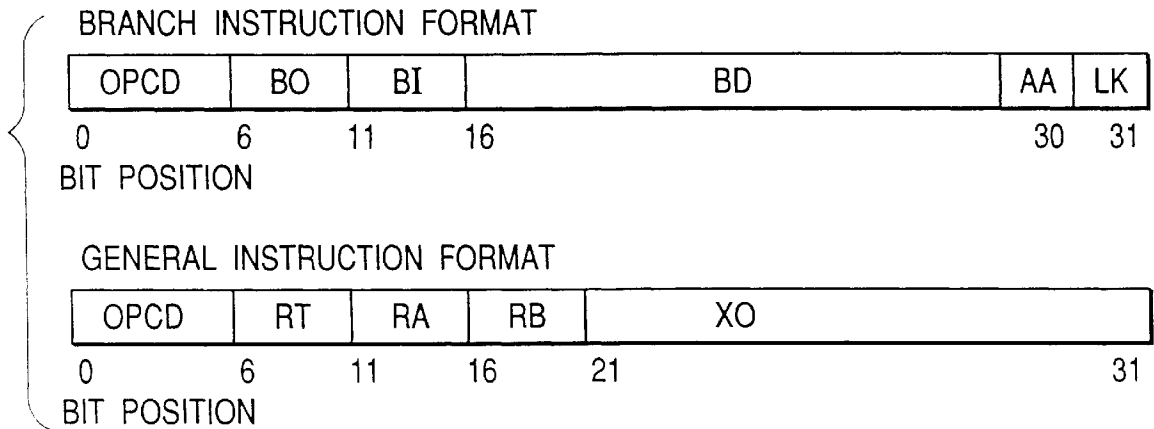 BRANCH INSTRUCTION FORMAT
OPCD BO BI BD AA LK
0 6 11 16 30 31
BIT POSITION
GENERAL INSTRUCTION FORMAT
OPCD RT RA RB XO
0 6 11 16 21 31
BIT POSITION